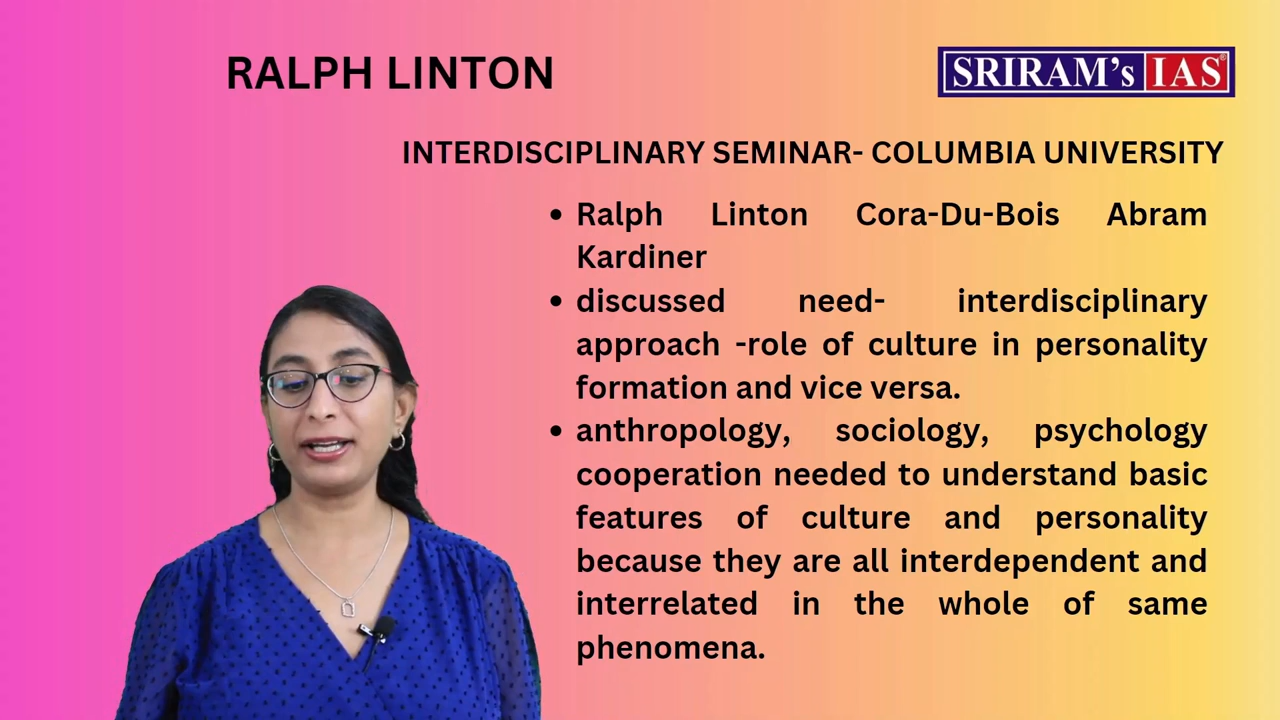 RALPH LINTON
SRIRAM's IAS®
INTERDISCIPLINARY SEMINAR- COLUMBIA UNIVERSITY
• Ralph Linton Cora-Du-Bois Abram
Kardiner
• discussed need- interdisciplinary
approach -role of culture in personality
formation and vice versa.
• anthropology, sociology, psychology
cooperation needed to understand basic
features of culture and personality
because they are all interdependent and
interrelated in the whole of same
phenomena.